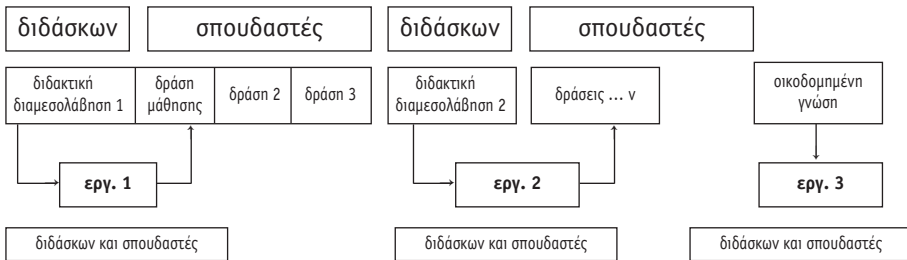 διδάσκων σπουδαστές διδάσκων σπουδαστές
διδακτική διαμεσολάβηση 1
δράση μάθησης
δράση 2
δράση 3
διδακτική διαμεσολάβηση 2
δράσεις ... ν
οικοδομημένη γνώση
εργ. 1
εργ. 2
εργ. 3
διδάσκων και σπουδαστές
διδάσκων και σπουδαστές
διδάσκων και σπουδαστές